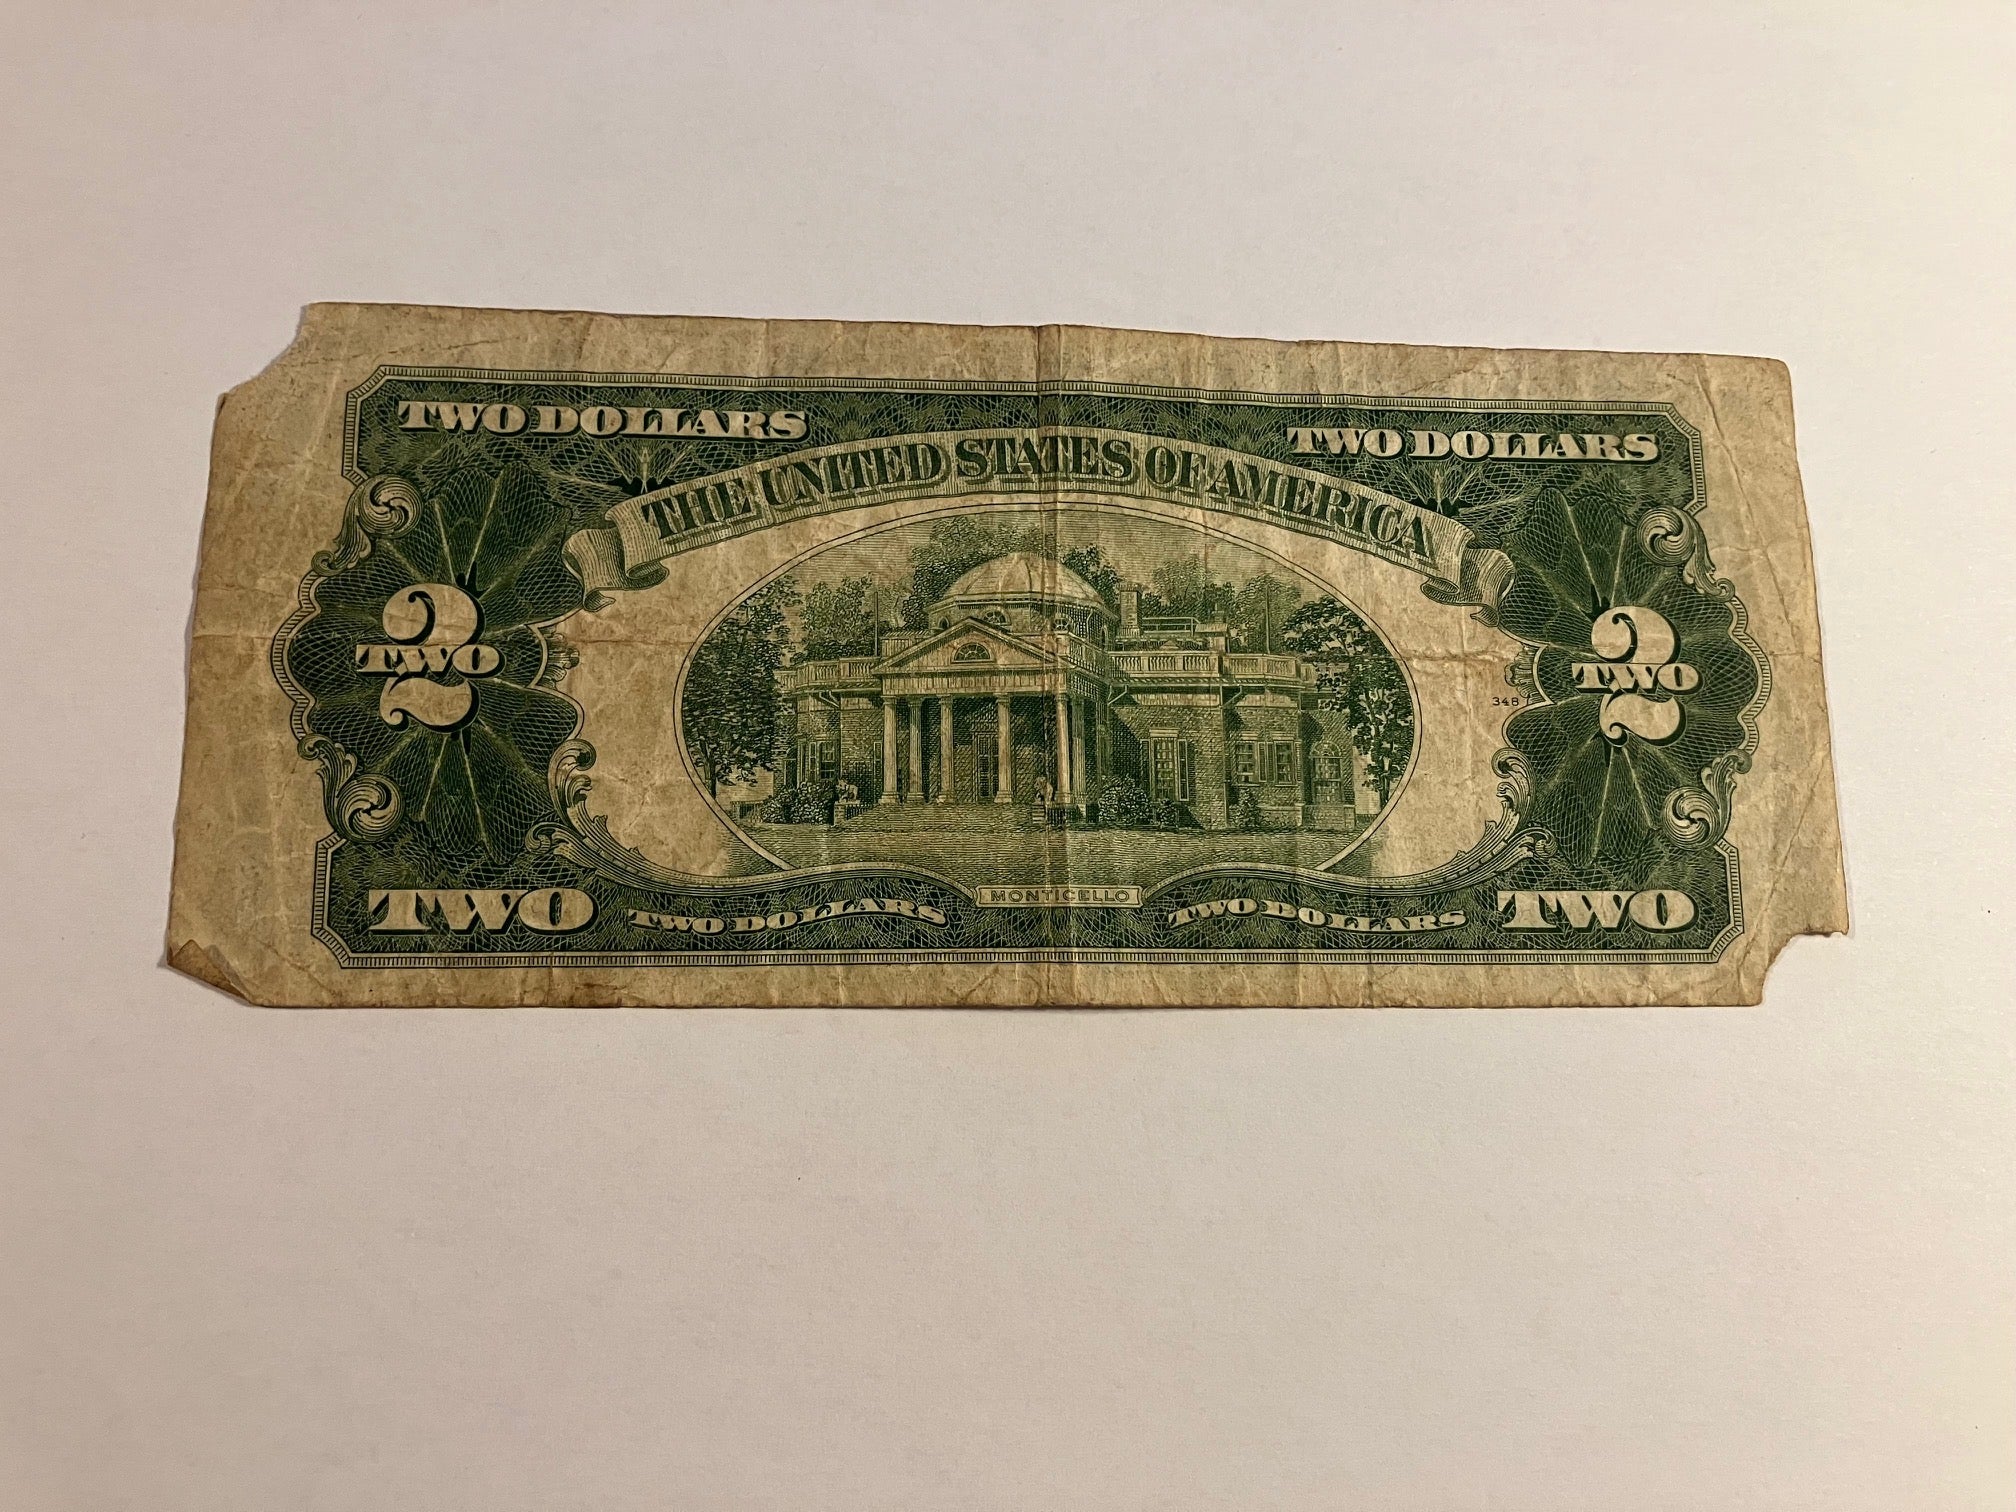 TWO DOLLARS
TWO DOLLARS
THE UNITED STATES OF AMERICA
2
TWO
2
TWO
348
TWO
TWO DOLLARS
MONTICELLO
TWO DOLLARS
TWO